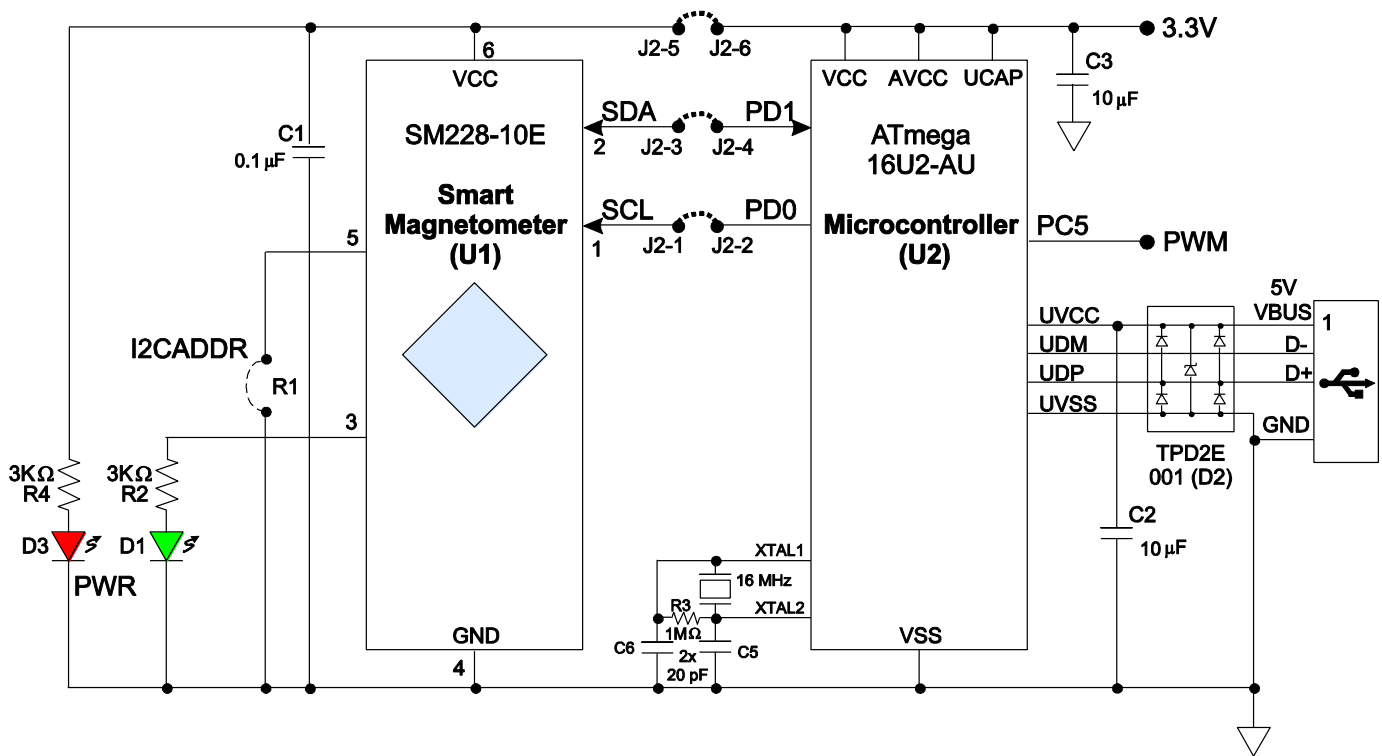 3.3V
J2-5
J2-6
6
VCC
VCC
AVCC
UCAP
C3
10 µF
SDA
PD1
SM228-10E
ATmega
16U2-AU
C1
0.1 µF
2
J2-3
J2-4
Smart
Magnetometer
(U1)
SCL
PD0
Microcontroller
(U2)
1
J2-1
J2-2
PC5
PWM
5
5V
VBUS
1
UVCC
UDM
D-
UDP
D+
UVSS
GND
I2CADDR
R1
3
TPD2E
001 (D2)
3KΩ
R4
3KΩ
R2
C2
10 µF
D3
D1
PWR
XTAL1
16 MHz
R3
XTAL2
1MΩ
C6
2x
C5
20 pF
GND
4
VSS